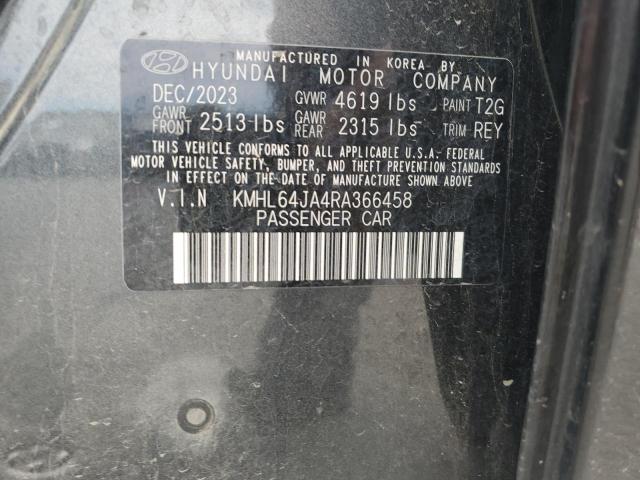 MANUFACTURED IN KOREA BY
HYUNDAI MOTOR COMPANY
DEC/2023 GVWR 4619 lbs PAINT T2G
GAWR FRONT 2513 lbs GAWR REAR 2315 lbs TRIM REY
THIS VEHICLE CONFORMS TO ALL APPLICABLE U.S.A. FEDERAL
MOTOR VEHICLE SAFETY, BUMPER, AND THEFT PREVENTION STANDARDS
IN EFFECT ON THE DATE OF MANUFACTURE SHOWN ABOVE.
V.I.N KMHL64JA4RA366458
PASSENGER CAR